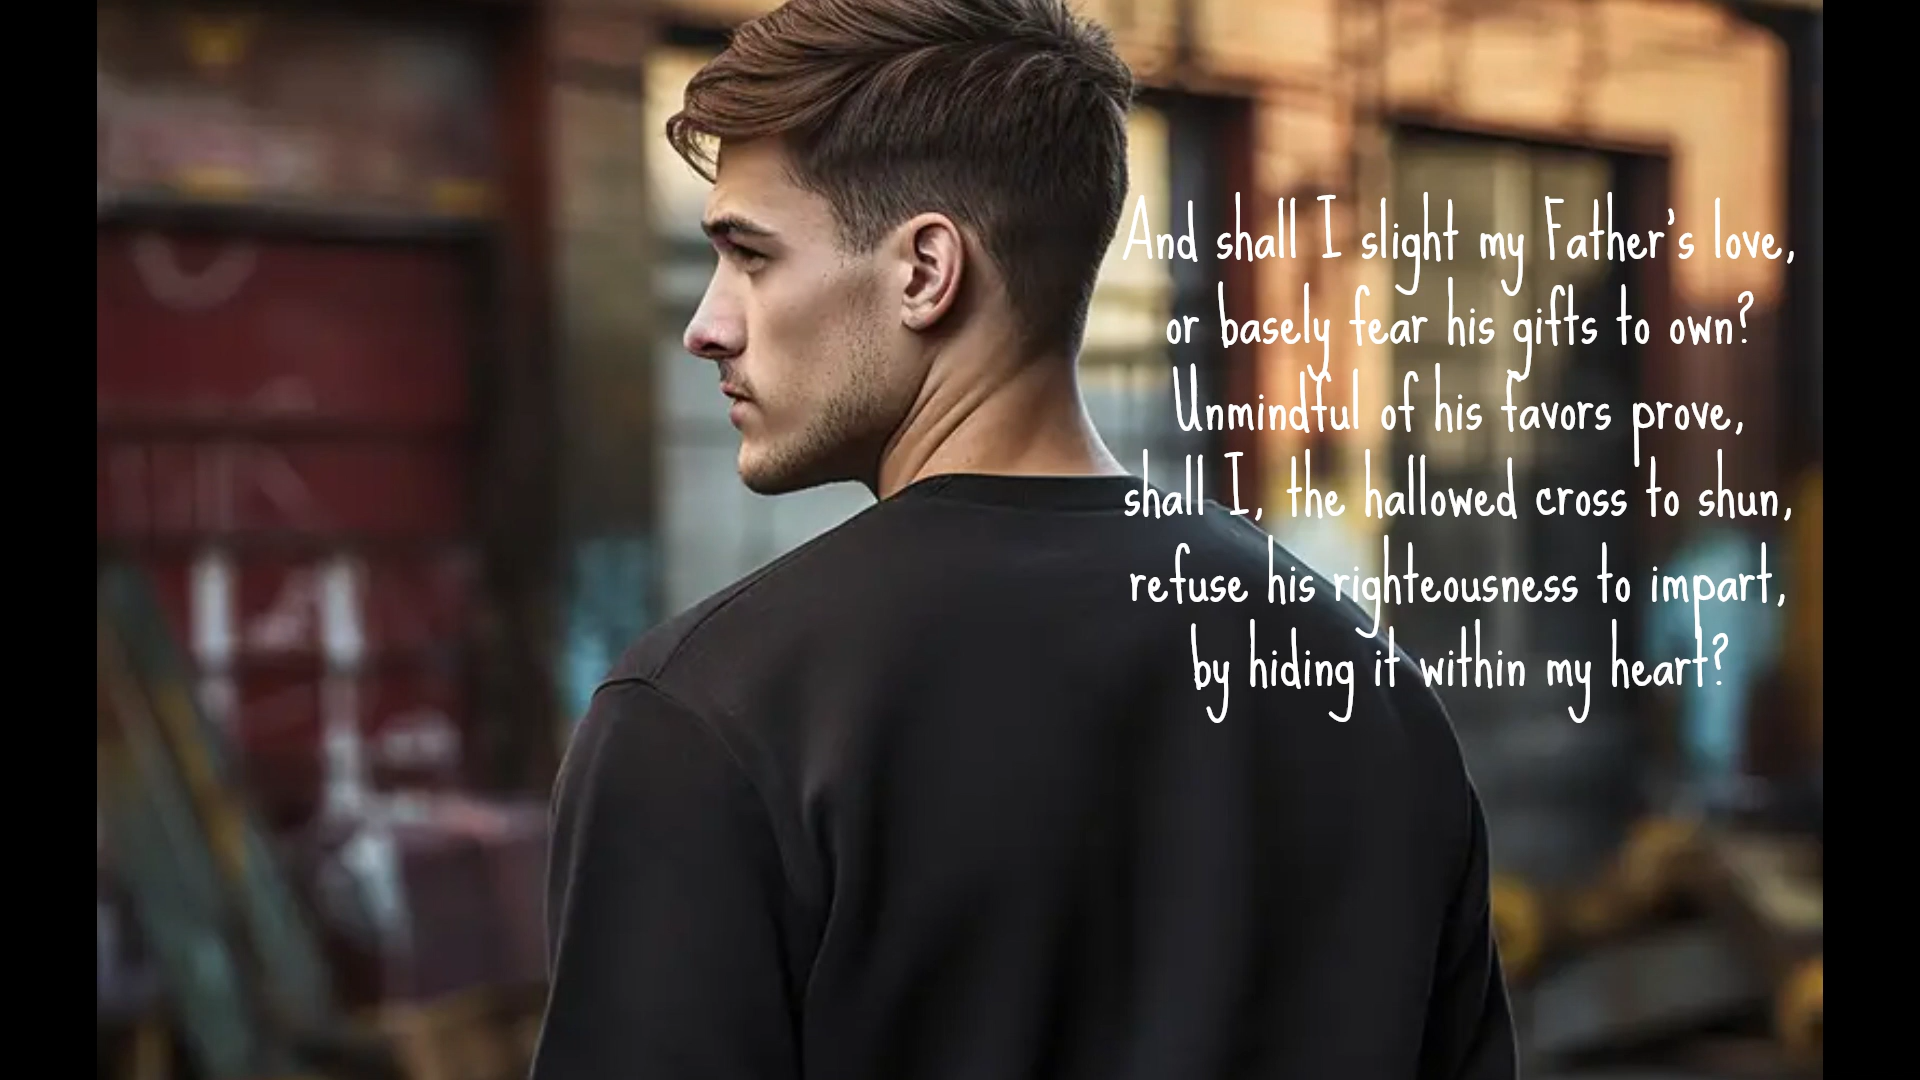 And shall I slight my Father's love,
or basely fear his gifts to own?
Unmindful of his favors prove,
shall I, the hallowed cross to shun,
refuse his righteousness to impart,
by hiding it within my heart?